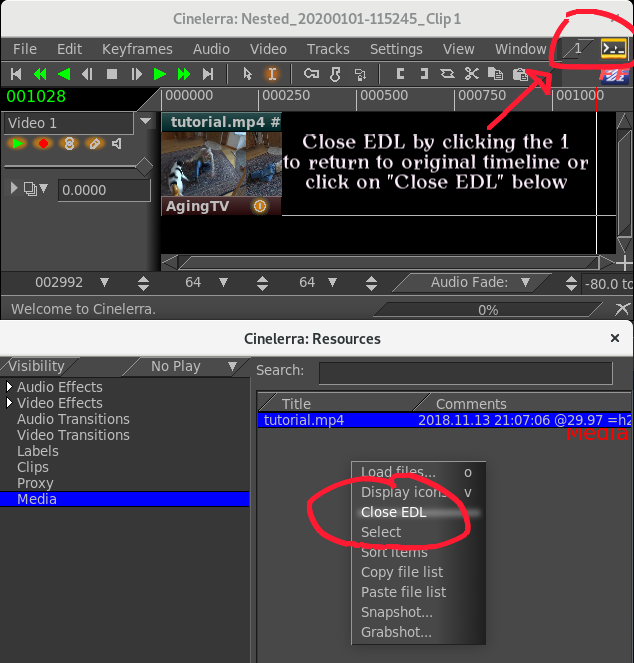 Cinelerra: Nested_20200101-115245_Clip 1
File Edit Keyframes Audio Video Tracks Settings View Window 1
001028
000000 000250 000500 000750 001000
Video 1
tutorial.mp4 #
Close EDL by clicking the 1
to return to original timeline or
click on "Close EDL" below
0.0000
AgingTV
002992 64 64 Audio Fade: -80.0 to
Welcome to Cinelerra. 0%
Cinelerra: Resources
Visibility No Play Search:
Audio Effects
Video Effects
Audio Transitions
Video Transitions
Labels
Clips
Proxy
Media
Title Comments
tutorial.mp4 2018.11.13 21:07:06 @29.97 =h2
Media
Load files... o
Display icons v
Close EDL
Select
Sort items
Copy file list
Paste file list
Snapshot...
Grabshot...